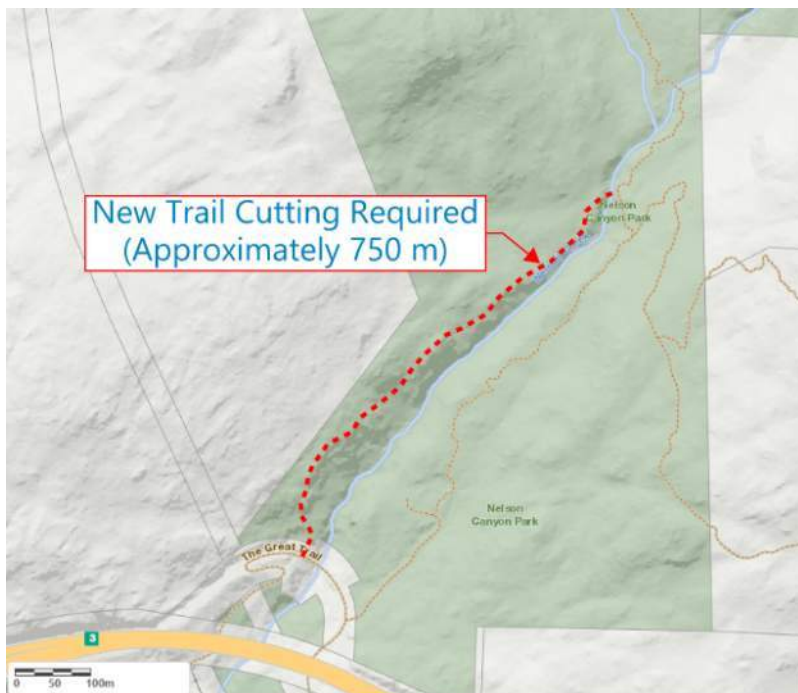 New Trail Cutting Required
(Approximately 750 m)
Nelson
Canyon Park
Nelson
Canyon Park
The Great Trail
3
0 50 100m